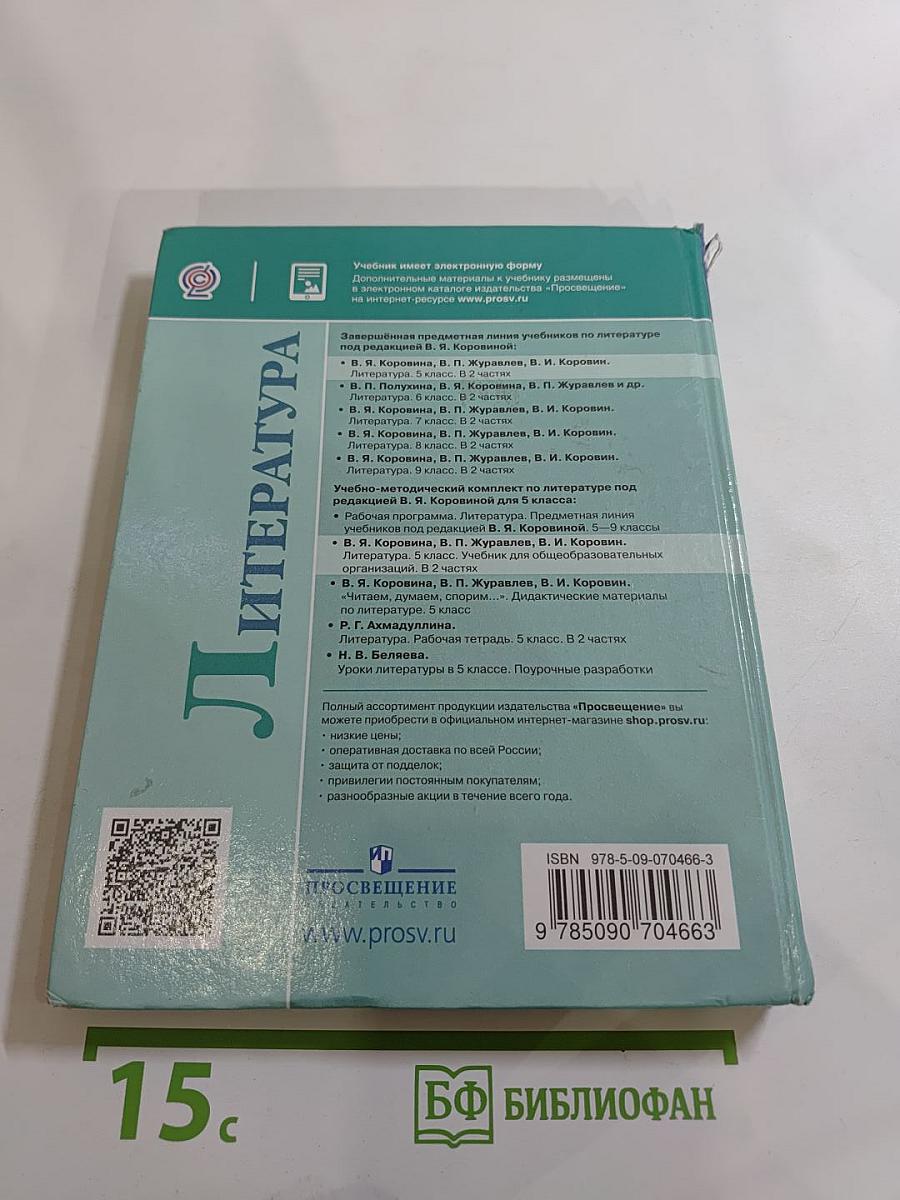 Учебник имеет электронную форму
Дополнительные материалы к учебнику размещены
в электронном каталоге издательства «Просвещение»
на интернет-ресурсе www.prosv.ru
ЛИТЕРАТУРА
Завершённая предметная линия учебников по литературе
под редакцией В. Я. Коровиной:
• В. Я. Коровина, В. П. Журавлев, В. И. Коровин.
Литература. 5 класс. В 2 частях
• В. П. Полухина, В. Я. Коровина, В. П. Журавлев и др.
Литература. 6 класс. В 2 частях
• В. Я. Коровина, В. П. Журавлев, В. И. Коровин.
Литература. 7 класс. В 2 частях
• В. Я. Коровина, В. П. Журавлев, В. И. Коровин.
Литература. 8 класс. В 2 частях
• В. Я. Коровина, В. П. Журавлев, В. И. Коровин.
Литература. 9 класс. В 2 частях
Учебно-методический комплект по литературе под
редакцией В. Я. Коровиной для 5 класса:
• Рабочая программа. Литература. Предметная линия
учебников под редакцией В. Я. Коровиной. 5—9 классы
• В. Я. Коровина, В. П. Журавлев, В. И. Коровин.
Литература. 5 класс. Учебник для общеобразовательных
организаций. В 2 частях
• В. Я. Коровина, В. П. Журавлев, В. И. Коровин.
«Читаем, думаем, спорим...». Дидактические материалы
по литературе. 5 класс
• Р. Г. Ахмадуллина.
Литература. Рабочая тетрадь. 5 класс. В 2 частях
• Н. В. Беляева.
Уроки литературы в 5 классе. Поурочные разработки
Полный ассортимент продукции издательства «Просвещение» вы
можете приобрести в официальном интернет-магазине shop.prosv.ru:
• низкие цены;
• оперативная доставка по всей России;
• защита от подделок;
• привилегии постоянным покупателям;
• разнообразные акции в течение всего года.
ПРОСВЕЩЕНИЕ
ИЗДАТЕЛЬСТВО
www.prosv.ru
ISBN 978-5-09-070466-3
9 785090 704663
15 с
БФ БИБЛИОФАН